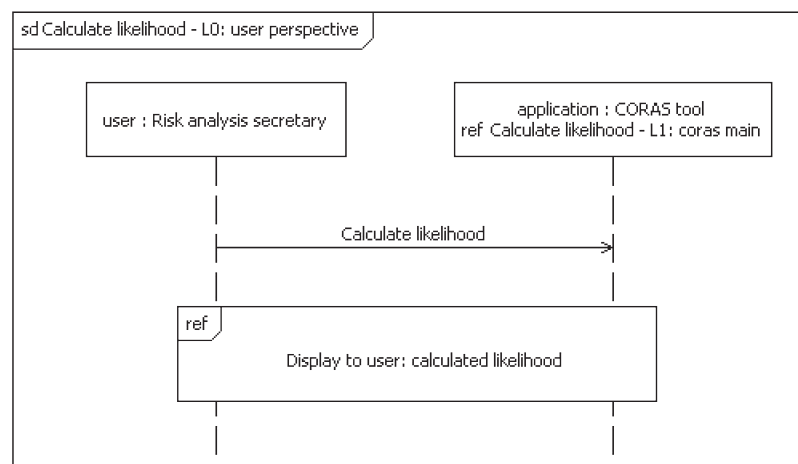 sd Calculate likelihood - L0: user perspective
user : Risk analysis secretary
application : CORAS tool
ref Calculate likelihood - L1: coras main
Calculate likelihood
ref
Display to user: calculated likelihood